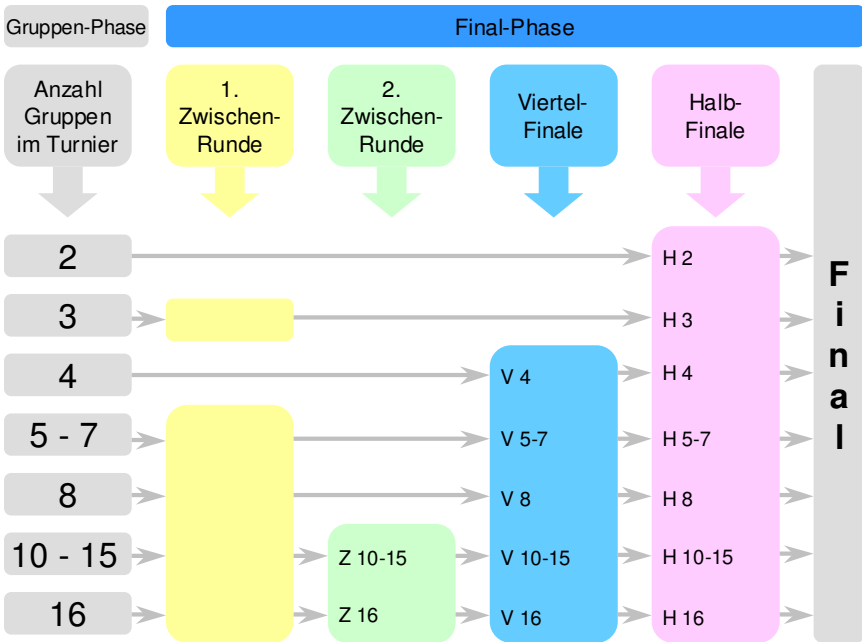 Gruppen-Phase
Final-Phase
Anzahl
Gruppen
im Turnier
1.
Zwischen-
Runde
2.
Zwischen-
Runde
Viertel-
Finale
Halb-
Finale
Final
2
H 2
3
H 3
4
V 4
H 4
5 - 7
V 5-7
H 5-7
8
V 8
H 8
10 - 15
Z 10-15
V 10-15
H 10-15
16
Z 16
V 16
H 16